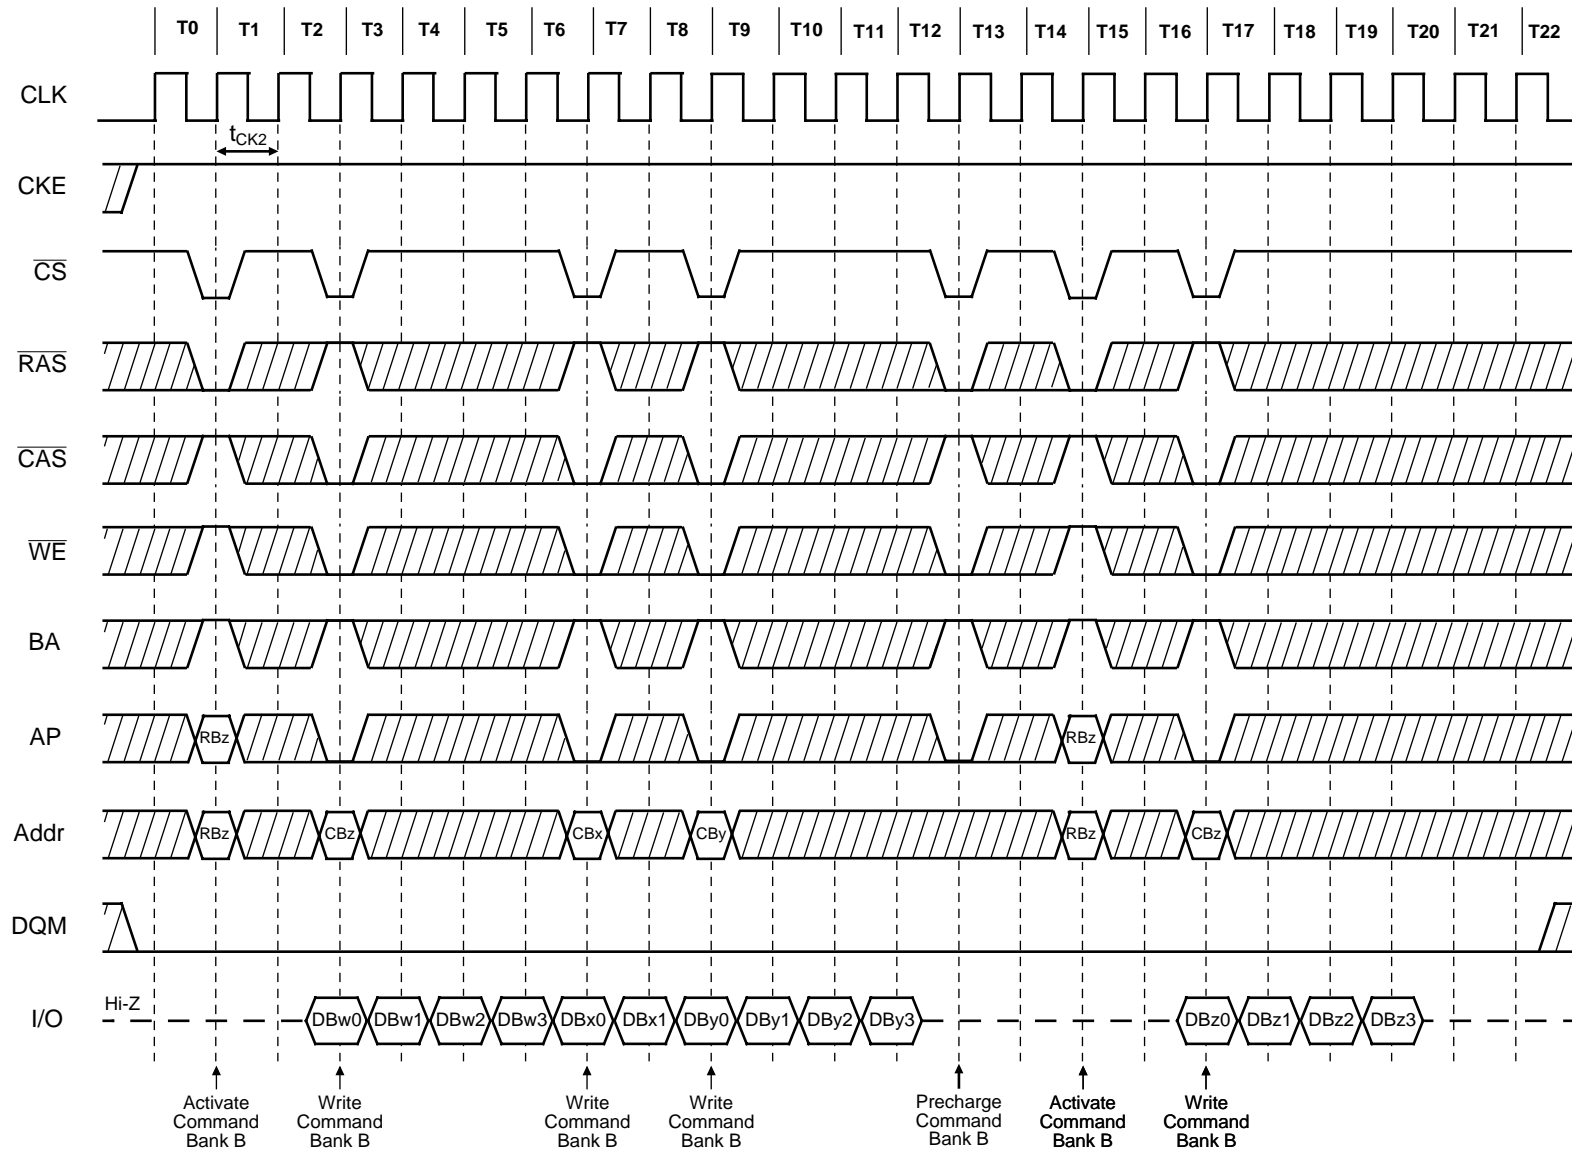 T0 T1 T2 T3 T4 T5 T6 T7 T8 T9 T10 T11 T12 T13 T14 T15 T16 T17 T18 T19 T20 T21 T22
CLK
tCK2
CKE
CS
RAS
CAS
WE
BA
AP RBz RBz
Addr RBz CBz CBx CBy RBz CBz
DQM
Hi-Z
I/O DBw0 DBw1 DBw2 DBw3 DBx0 DBx1 DBy0 DBy1 DBy2 DBy3 DBz0 DBz1 DBz2 DBz3
Activate
Command
Bank B
Write
Command
Bank B
Write
Command
Bank B
Write
Command
Bank B
Precharge
Command
Bank B
Activate
Command
Bank B
Write
Command
Bank B